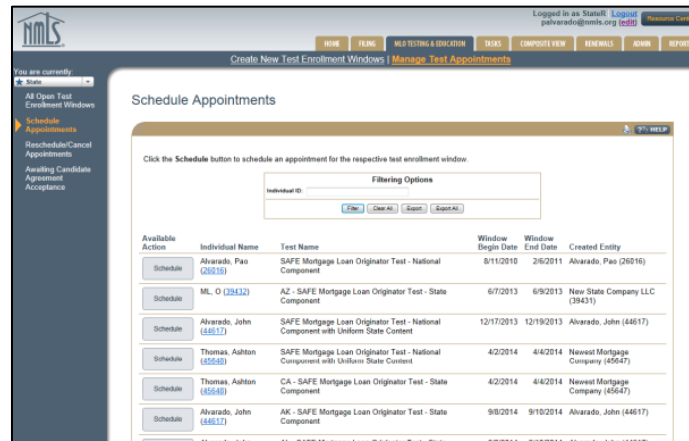 Logged in as StateR | Logout
palvarado@nmls.org (edit)
NMLS
HOME FILING MLO TESTING & EDUCATION TASKS COMPOSITE VIEW RENEWALS ADMIN REPORT
Create New Test Enrollment Windows | Manage Test Appointments
You are currently:
State
All Open Test
Enrollment Windows
Schedule
Appointments
Reschedule/Cancel
Appointments
Awaiting Candidate
Agreement
Acceptance
Schedule Appointments
HELP
Click the Schedule button to schedule an appointment for the respective test enrollment window.
Filtering Options
Individual ID:
Filter Clear All Export Export All
Available Action Individual Name Test Name Window Begin Date Window End Date Created Entity
Schedule Alvarado, Pao (26016) SAFE Mortgage Loan Originator Test - National Component 8/11/2010 2/6/2011 Alvarado, Pao (26016)
Schedule ML, O (39432) AZ - SAFE Mortgage Loan Originator Test - State Component 6/7/2013 6/9/2013 New State Company LLC (39431)
Schedule Alvarado, John (44617) SAFE Mortgage Loan Originator Test - National Component with Uniform State Content 12/17/2013 12/19/2013 Alvarado, John (44617)
Schedule Thomas, Ashton (45648) SAFE Mortgage Loan Originator Test - National Component with Uniform State Content 4/2/2014 4/4/2014 Newest Mortgage Company (45647)
Schedule Thomas, Ashton (45648) CA - SAFE Mortgage Loan Originator Test - State Component 4/2/2014 4/4/2014 Newest Mortgage Company (45647)
Schedule Alvarado, John (44617) AK - SAFE Mortgage Loan Originator Test - State Component 9/8/2014 9/10/2014 Alvarado, John (44617)